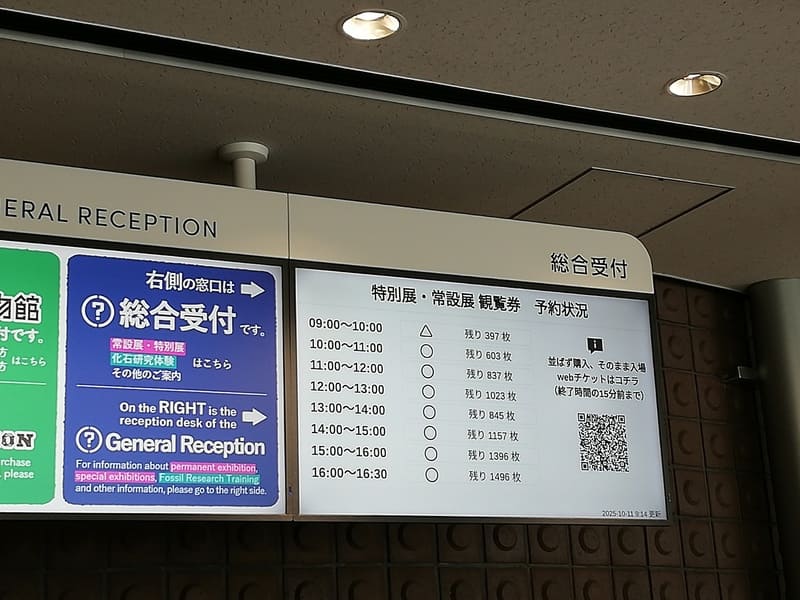 ERAL RECEPTION
総合受付
物館
付です。
方
方 はこちら
ION
rchase
, please
右側の窓口は
総合受付です。
常設展・特別展
化石研究体験 はこちら
その他のご案内
On the RIGHT is the
reception desk of the
General Reception
For information about permanent exhibition,
special exhibitions, Fossil Research Training
and other information, please go to the right side.
特別展・常設展 観覧券 予約状況
09:00〜10:00 △ 残り 397 枚
10:00〜11:00 〇 残り 603 枚
11:00〜12:00 〇 残り 837 枚
12:00〜13:00 〇 残り 1023 枚
13:00〜14:00 〇 残り 845 枚
14:00〜15:00 〇 残り 1157 枚
15:00〜16:00 〇 残り 1396 枚
16:00〜16:30 〇 残り 1496 枚
並ばず購入、そのまま入場
webチケットはコチラ
(終了時間の15分前まで)
2025-10-11 9:14 更新